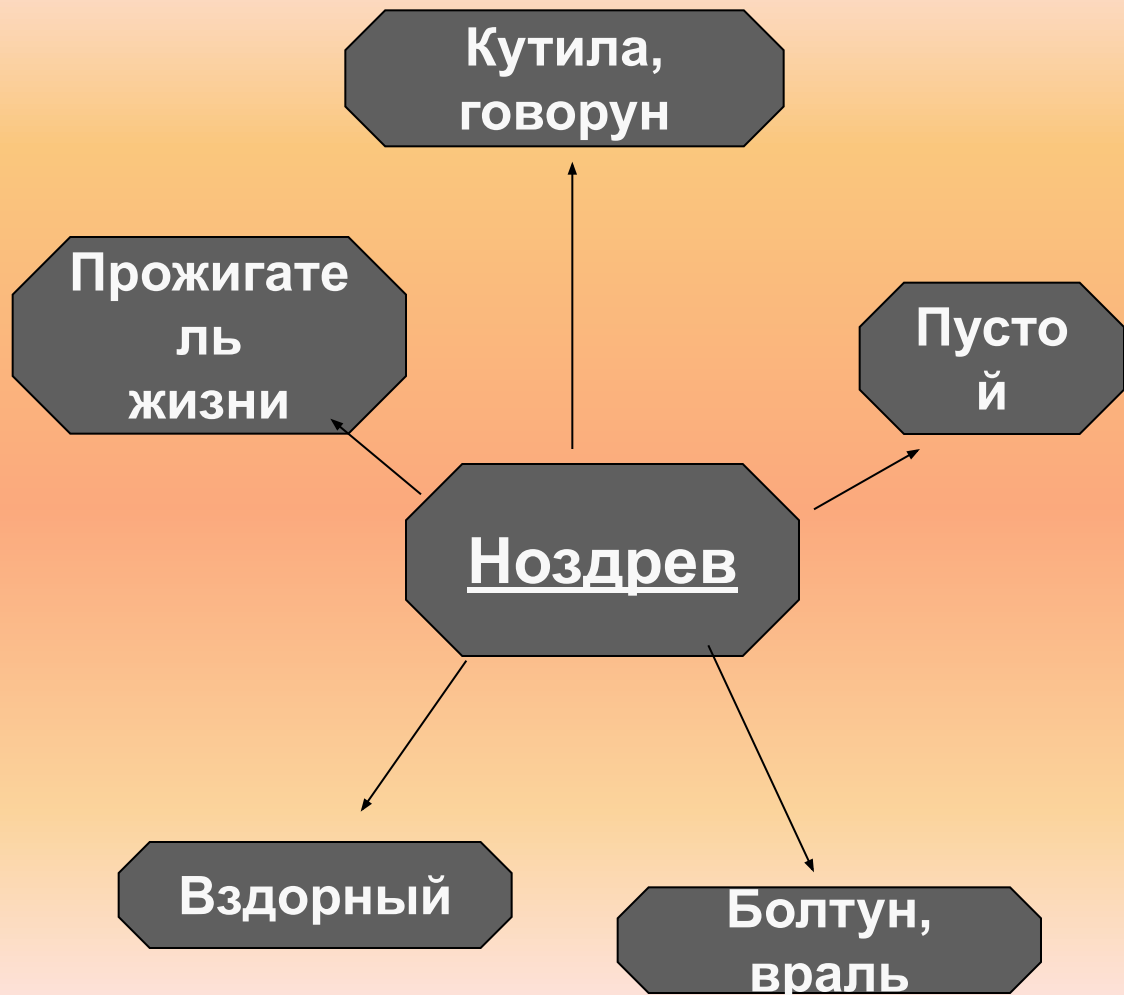 Кутила,
говорун
Прожигате
ль
жизни
Пусто
й
Ноздрев
Вздорный
Болтун,
враль